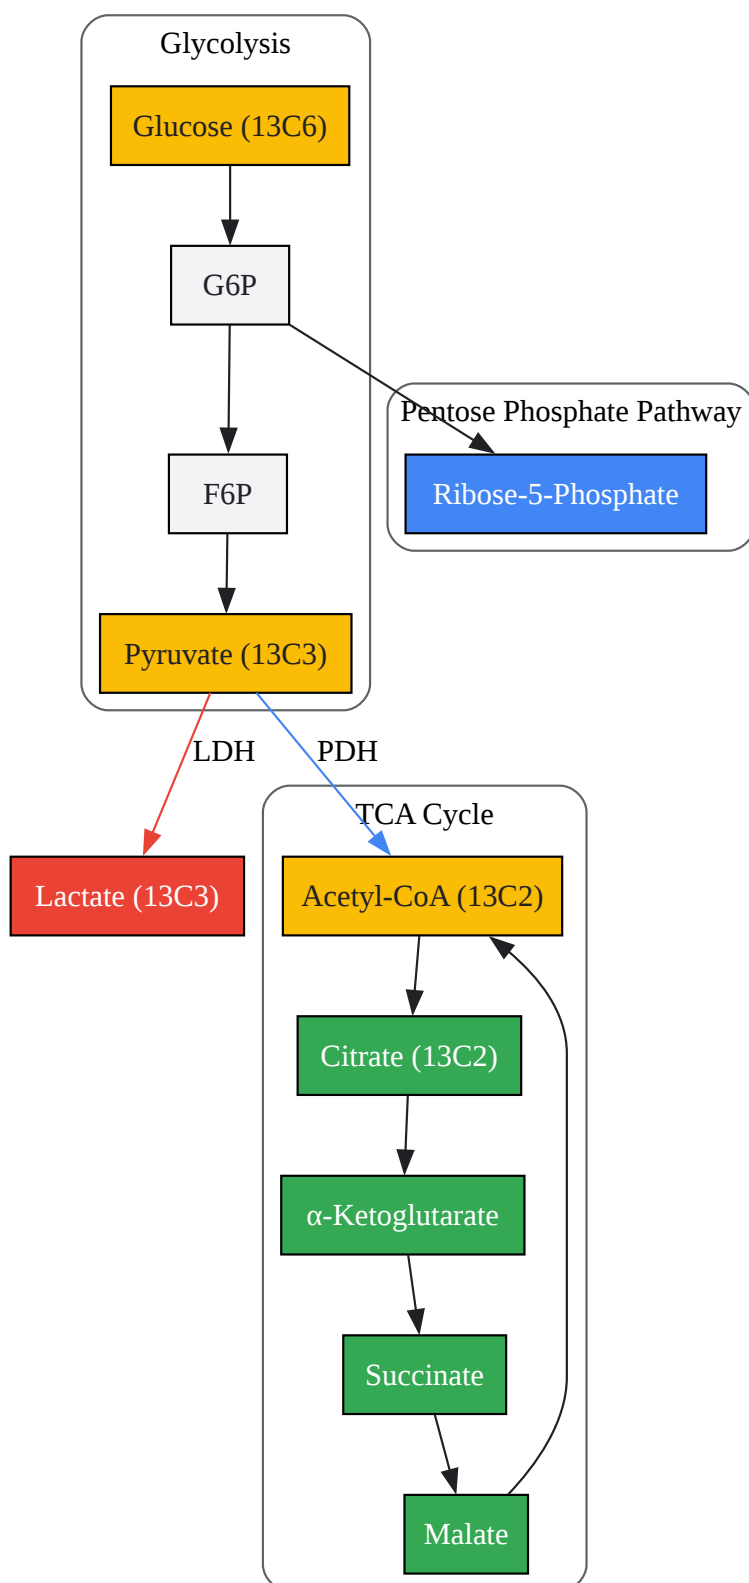 Glycolysis
Glucose (13C6)
G6P
Pentose Phosphate Pathway
F6P
Ribose-5-Phosphate
Pyruvate (13C3)
LDH
PDH
TCA Cycle
Lactate (13C3)
Acetyl-CoA (13C2)
Citrate (13C2)
α-Ketoglutarate
Succinate
Malate